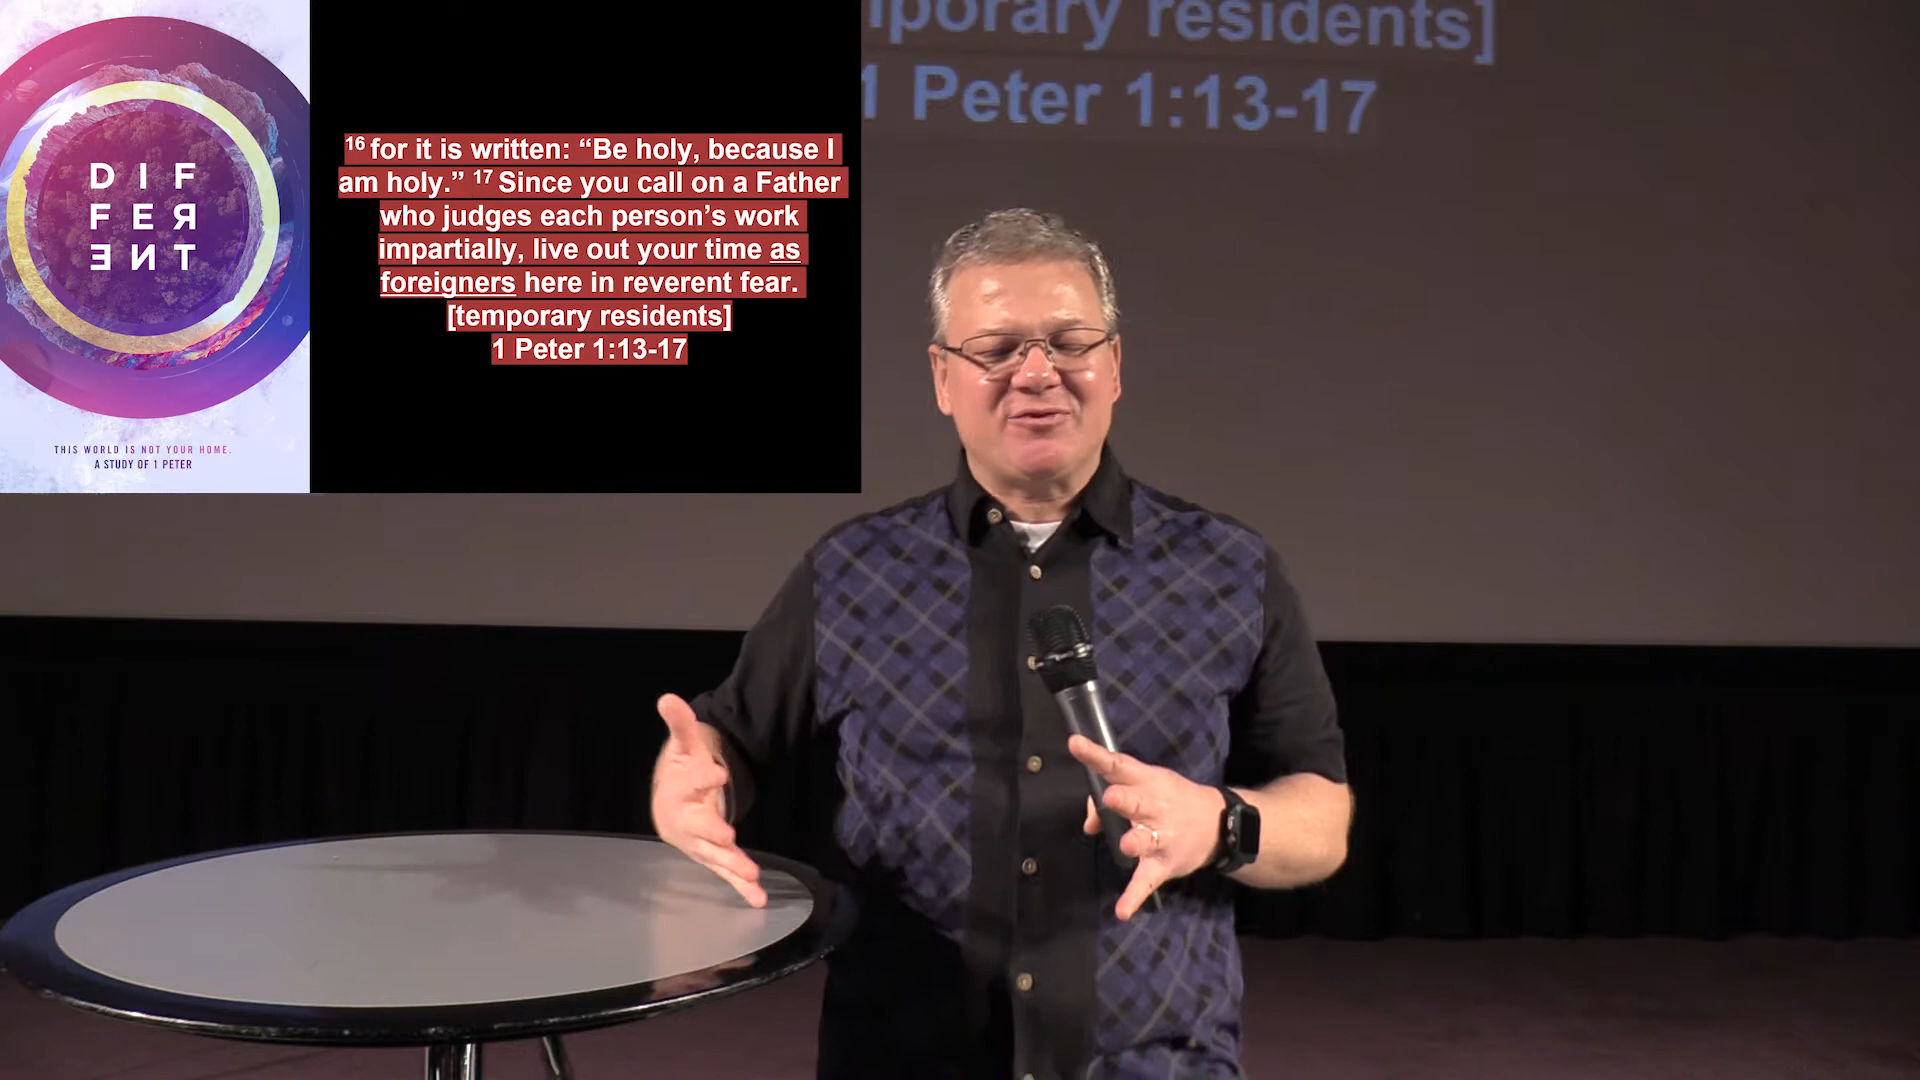 DIF
FEЯ
ƎИT
THIS WORLD IS NOT YOUR HOME.
A STUDY OF 1 PETER
16 for it is written: “Be holy, because I
am holy.” 17 Since you call on a Father
who judges each person’s work
impartially, live out your time as
foreigners here in reverent fear.
[temporary residents]
1 Peter 1:13-17
porary residents]
1 Peter 1:13-17